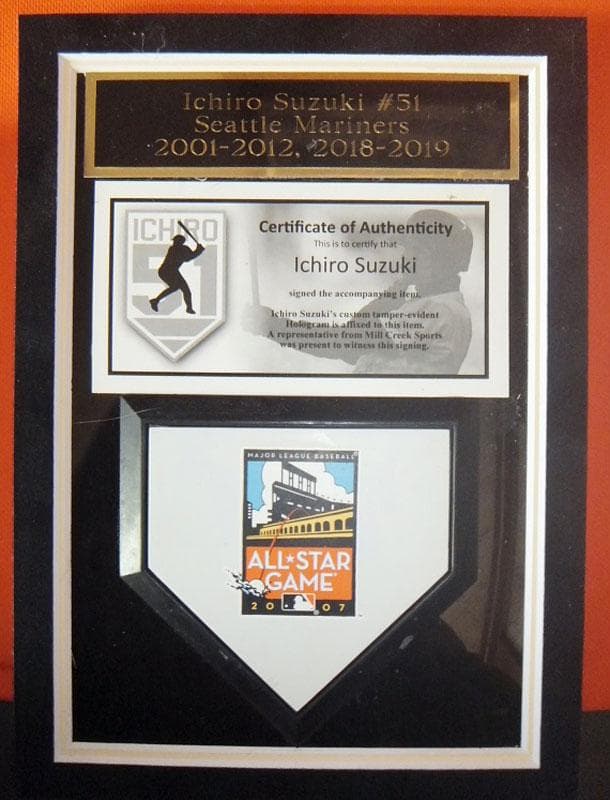 Ichiro Suzuki #51
Seattle Mariners
2001-2012, 2018-2019
ICHIRO
51
Certificate of Authenticity
This is to certify that
Ichiro Suzuki
signed the accompanying item.
Ichiro Suzuki's custom tamper-evident
Hologram is affixed to this item.
A representative from Mill Creek Sports
was present to witness this signing.
MAJOR LEAGUE BASEBALL
ALL★STAR
GAME
20 07